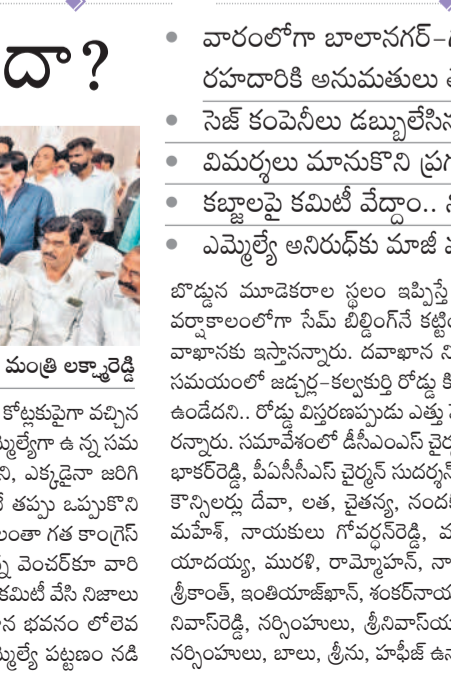 దా?
మంత్రి లక్ష్మారెడ్డి
కోట్లకుపైగా వచ్చిన
మ్మెల్యేగా ఉ న్న సమ
ని, ఎక్కడైనా జరిగి
తప్పు ఒప్పుకొని
లంతా గత కాంగ్రెస్
న్న వెంచర్‌కూ వారి
కమిటీ వేసి నిజాలు
న భవనం లోలెవ
మ్మెల్యే పట్టణం నడి
వారంలోగా బాలానగర్-
రహదారికి అనుమతులు
సెజ్ కంపెనీలు డబ్బులేసిన
విమర్శలు మానుకొని ప్రగ
కబ్జాలపై కమిటీ వేద్దాం..
ఎమ్మెల్యే అనిరుధ్‌కు మాజీ
బొడ్డున మూడెకరాల స్థలం ఇప్పిస్తే
వర్షాకాలంలోగా సేమ్ బిల్డింగ్‌నే కట్టిం
వాఖానకు ఇస్తానన్నారు. దవాఖాన ని
సమయంలో జడ్చర్ల-కల్వకుర్తి రోడ్డు కి
ఉండేదని.. రోడ్డు విస్తరణప్పుడు ఎత్తు
రన్నారు. సమావేశంలో డీసీఎంఎస్ చైర్మ
భాకర్‌రెడ్డి, పీఏసీసీఎస్ చైర్మన్ సుదర్శన్
కౌన్సిలర్లు దేవా, లత, చైతన్య, నందకి
మహేశ్, నాయకులు గోవర్ధన్‌రెడ్డి,
యాదయ్య, మురళి, రామ్మోహన్, నా
శ్రీకాంత్, ఇంతియాజ్‌ఖాన్, శంకర్‌నాయ
నివాస్‌రెడ్డి, నర్సింహులు, శ్రీనివాస్‌య
నర్సింహులు, బాలు, శ్రీను, హఫీజ్ ఉన